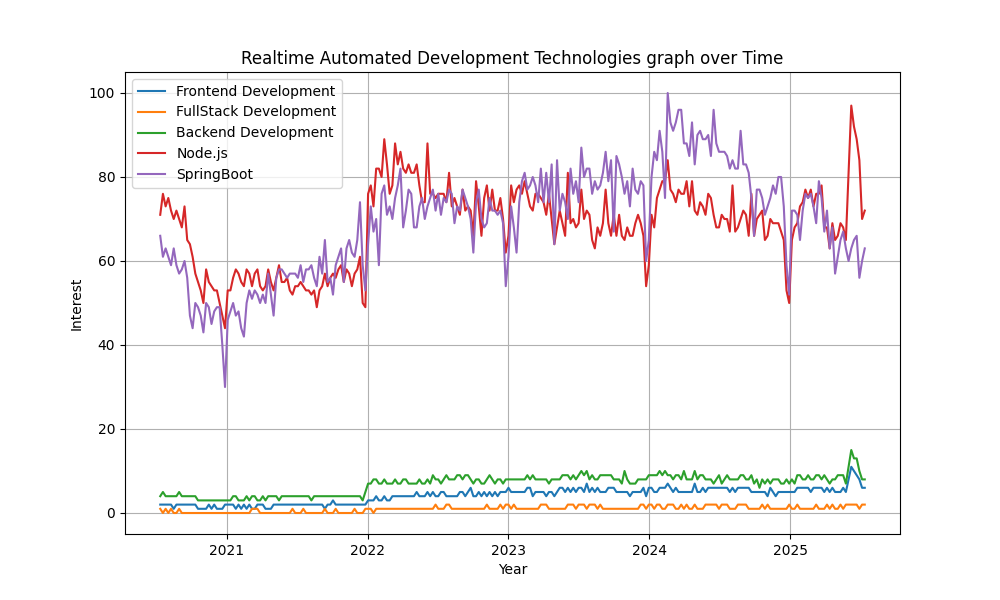 Realtime Automated Development Technologies graph over Time
Frontend Development
FullStack Development
Backend Development
Node.js
SpringBoot
100
80
60
40
20
0
Interest
2021 2022 2023 2024 2025
Year